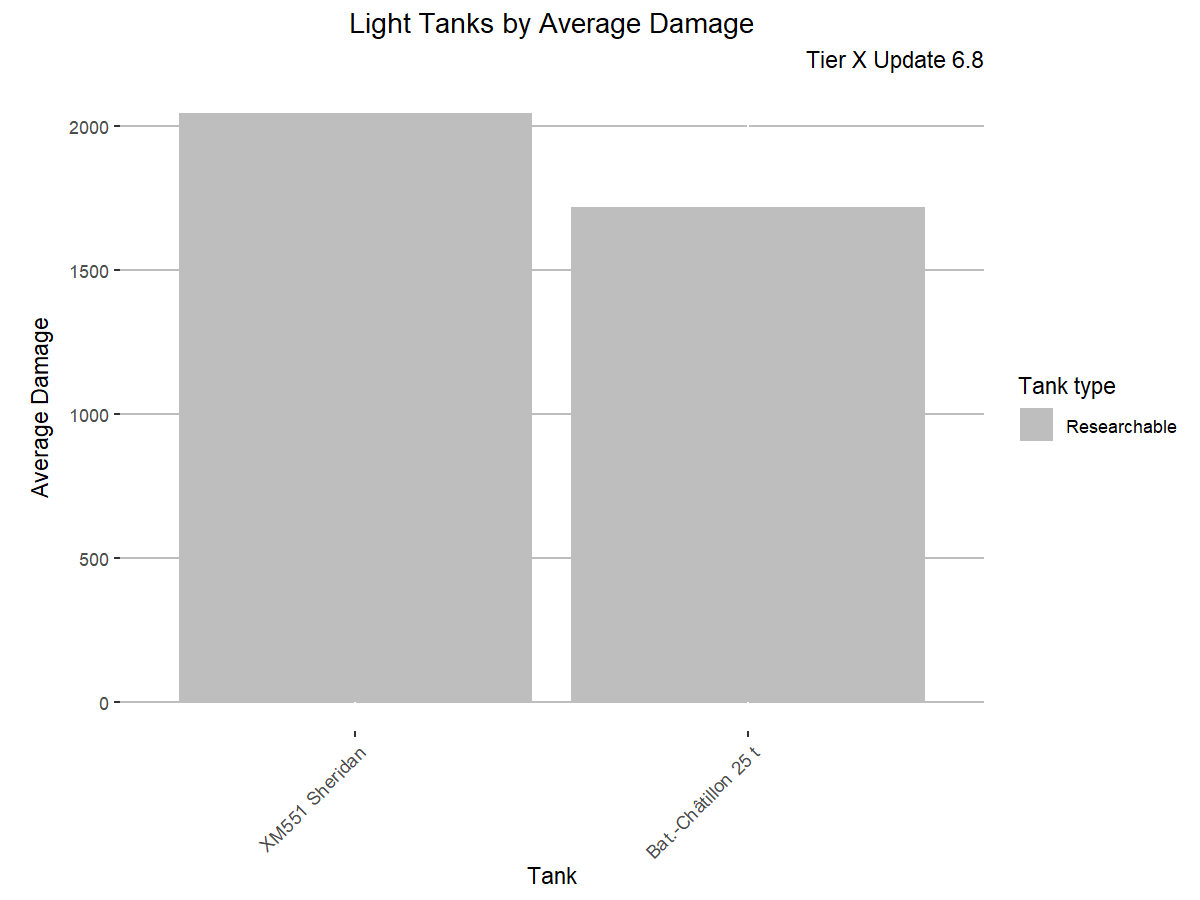 Light Tanks by Average Damage
Tier X Update 6.8
Average Damage
2000
1500
1000
500
0
XM551 Sheridan
Bat.-Châtillon 25 t
Tank
Tank type
Researchable